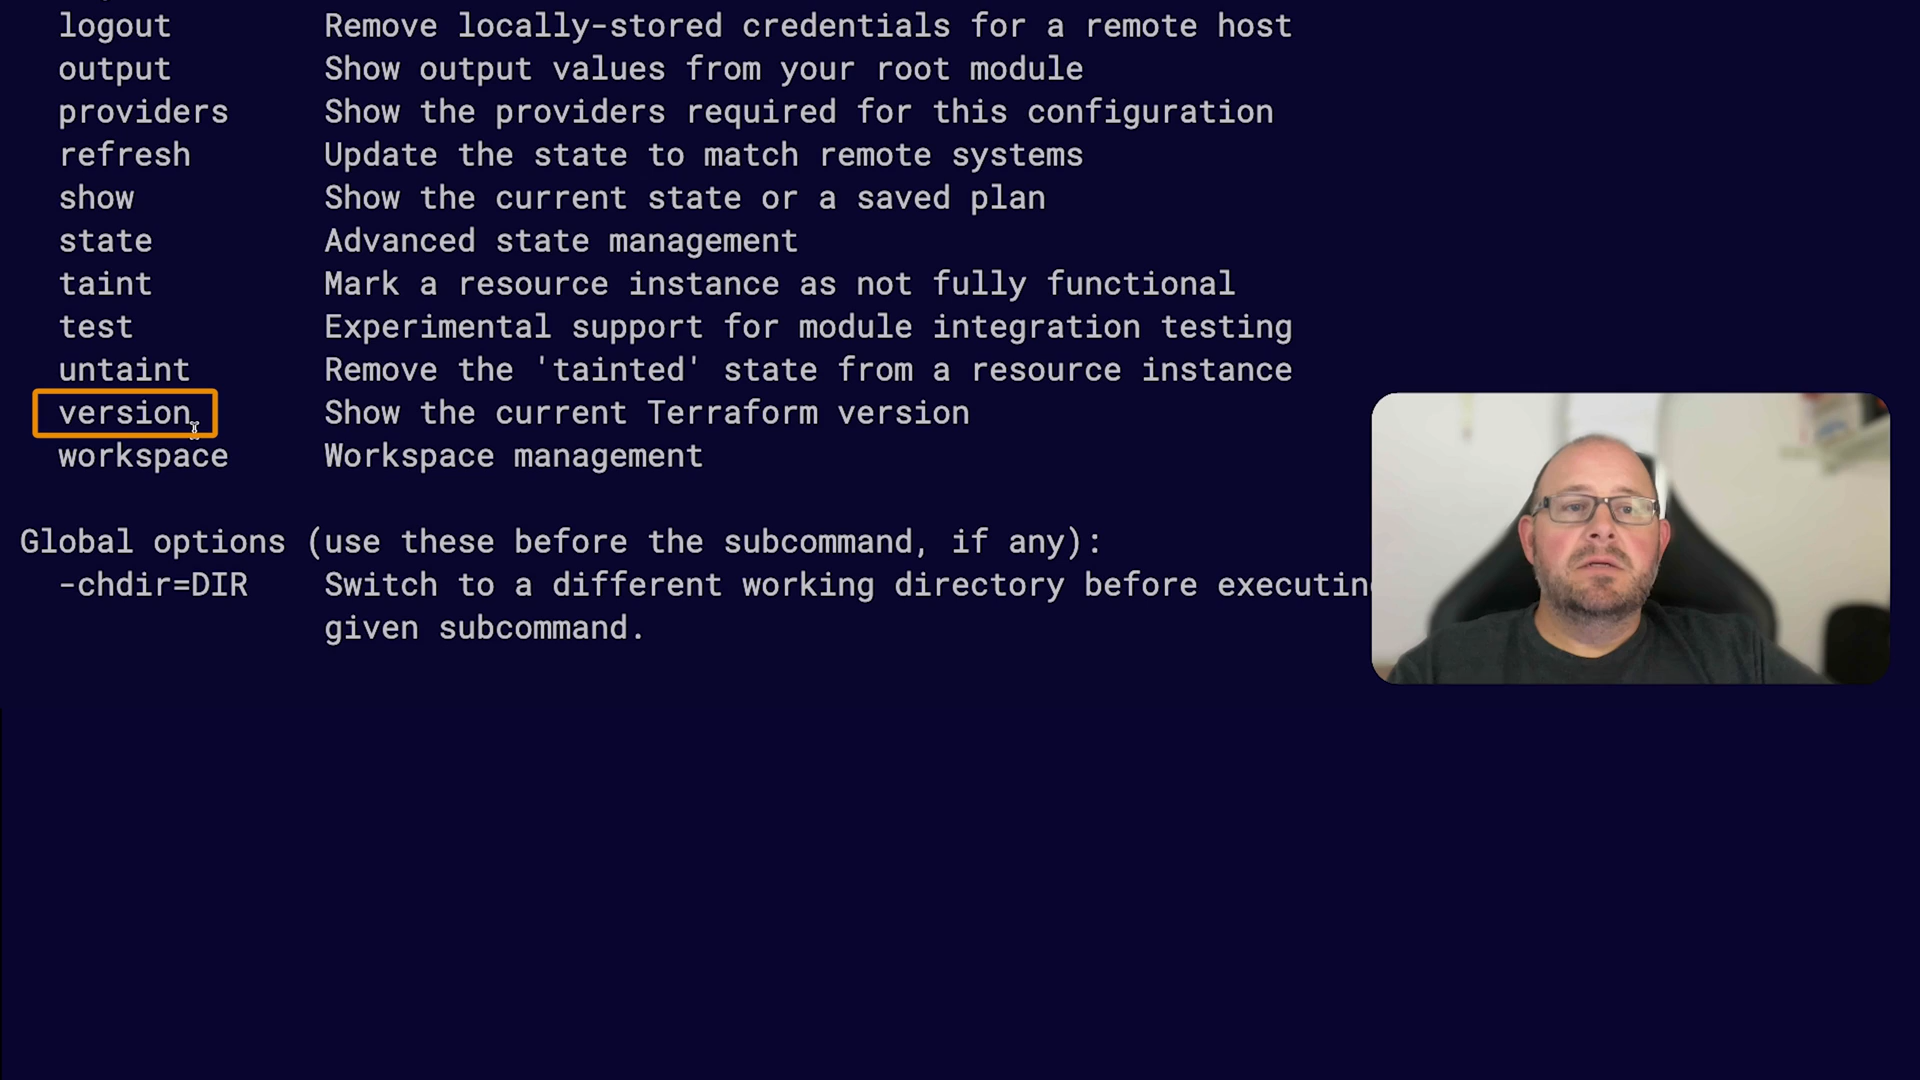 logout Remove locally-stored credentials for a remote host
output Show output values from your root module
providers Show the providers required for this configuration
refresh Update the state to match remote systems
show Show the current state or a saved plan
state Advanced state management
taint Mark a resource instance as not fully functional
test Experimental support for module integration testing
untaint Remove the 'tainted' state from a resource instance
version Show the current Terraform version
workspace Workspace management
Global options (use these before the subcommand, if any):
-chdir=DIR Switch to a different working directory before
given subcommand.